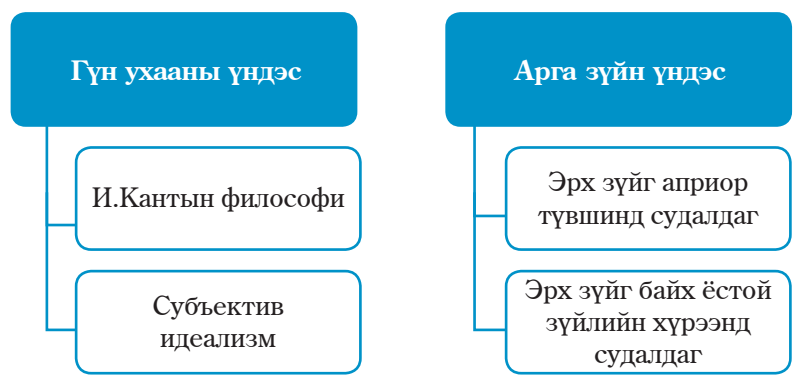 Гүн ухааны үндэс
И.Кантын философи
Субъектив
идеализм
Арга зүйн үндэс
Эрх зүйг априор
түвшинд судалдаг
Эрх зүйг байх ёстой
зүйлийн хүрээнд
судалдаг